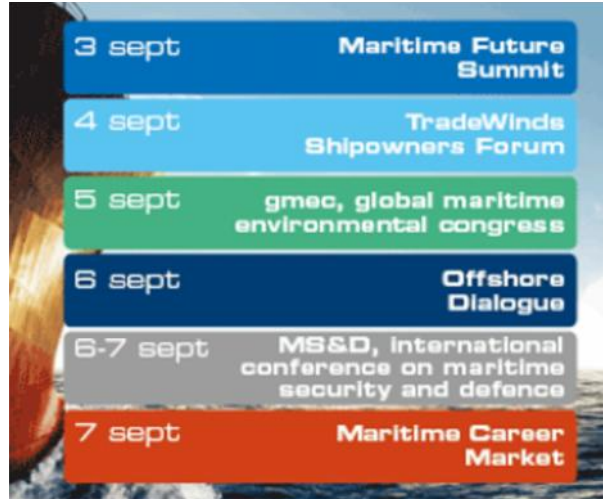 3 sept Maritime Future
Summit
4 sept TradeWinds
Shipowners Forum
5 sept gmec, global maritime
environmental congress
6 sept Offshore
Dialogue
6-7 sept MS&D, international
conference on maritime
security and defence
7 sept Maritime Career
Market